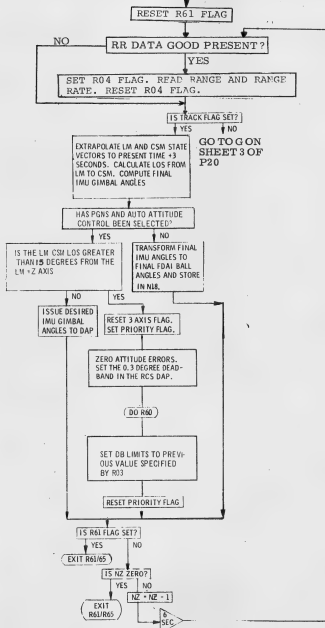 RESET R61 FLAG
NO
RR DATA GOOD PRESENT?
YES
SET R04 FLAG. READ RANGE AND RANGE
RATE. RESET R04 FLAG.
IS TRACK FLAG SET?
YES
NO
EXTRAPOLATE LM AND CSM STATE
VECTORS TO PRESENT TIME +3
SECONDS. CALCULATE LOS FROM
LM TO CSM. COMPUTE FINAL
IMU GIMBAL ANGLES
GO TO G ON
SHEET 3 OF
P20
HAS PGNS AND AUTO ATTITUDE
CONTROL BEEN SELECTED?
YES
NO
IS THE LM CSM LOS GREATER
THAN 15 DEGREES FROM THE
LM +Z AXIS
TRANSFORM FINAL
IMU ANGLES TO
FINAL FDAI BALL
ANGLES AND STORE
IN N18.
NO
YES
ISSUE DESIRED
IMU GIMBAL
ANGLES TO DAP
RESET 3 AXIS FLAG.
SET PRIORITY FLAG.
ZERO ATTITUDE ERRORS.
SET THE 0.3 DEGREE DEAD-
BAND IN THE RCS DAP.
DO R60
SET DB LIMITS TO PREV-
IOUS VALUE SPECIFIED
BY R03
RESET PRIORITY FLAG
IS R61 FLAG SET?
YES
NO
EXIT R61/65
IS NZ ZERO?
YES
NO
EXIT
R61/R65
NZ = NZ - 1
6
SEC